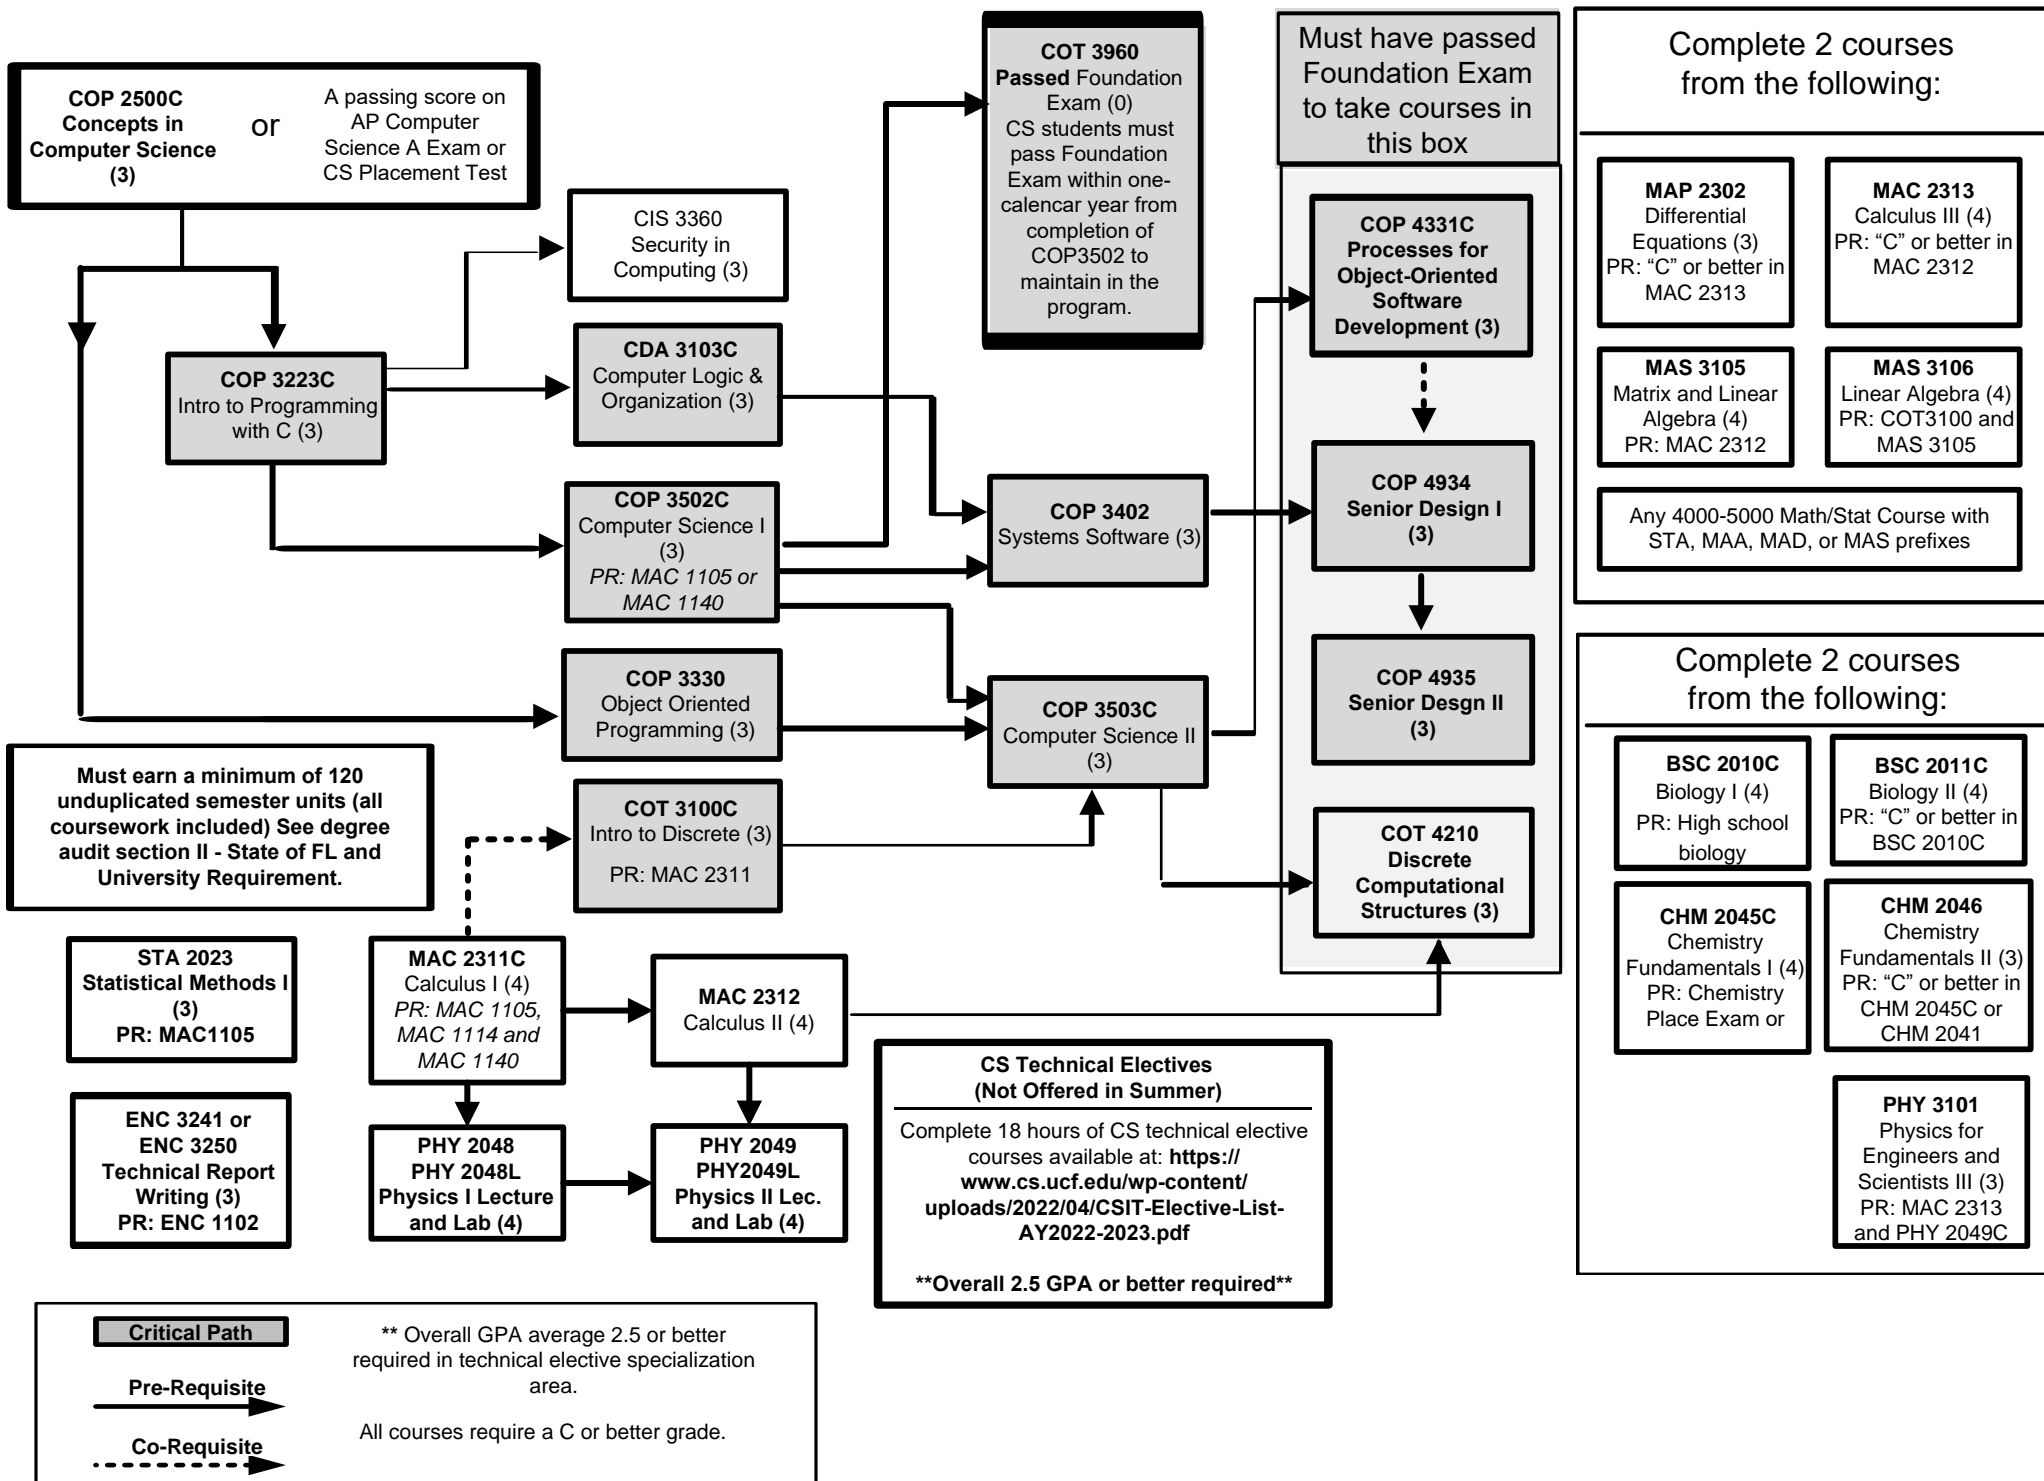 COP 2500C
Concepts in
Computer Science
(3)
or
A passing score on
AP Computer
Science A Exam or
CS Placement Test
COT 3960
Passed Foundation
Exam (0)
CS students must
pass Foundation
Exam within one-
calencar year from
completion of
COP3502 to
maintain in the
program.
Must have passed
Foundation Exam
to take courses in
this box
Complete 2 courses
from the following:
MAP 2302
Differential
Equations (3)
PR: “C” or better in
MAC 2313
MAC 2313
Calculus III (4)
PR: “C” or better in
MAC 2312
MAS 3105
Matrix and Linear
Algebra (4)
PR: MAC 2312
MAS 3106
Linear Algebra (4)
PR: COT3100 and
MAS 3105
Any 4000-5000 Math/Stat Course with
STA, MAA, MAD, or MAS prefixes
CIS 3360
Security in
Computing (3)
COP 3223C
Intro to Programming
with C (3)
CDA 3103C
Computer Logic &
Organization (3)
COP 4331C
Processes for
Object-Oriented
Software
Development (3)
COP 3502C
Computer Science I
(3)
PR: MAC 1105 or
MAC 1140
COP 3402
Systems Software (3)
COP 4934
Senior Design I
(3)
COP 3330
Object Oriented
Programming (3)
COP 3503C
Computer Science II
(3)
COP 4935
Senior Desgn II
(3)
Complete 2 courses
from the following:
BSC 2010C
Biology I (4)
PR: High school
biology
BSC 2011C
Biology II (4)
PR: “C” or better in
BSC 2010C
CHM 2045C
Chemistry
Fundamentals I (4)
PR: Chemistry
Place Exam or
CHM 2046
Chemistry
Fundamentals II (3)
PR: “C” or better in
CHM 2045C or
CHM 2041
PHY 3101
Physics for
Engineers and
Scientists III (3)
PR: MAC 2313
and PHY 2049C
Must earn a minimum of 120
unduplicated semester units (all
coursework included) See degree
audit section II - State of FL and
University Requirement.
COT 3100C
Intro to Discrete (3)
PR: MAC 2311
COT 4210
Discrete
Computational
Structures (3)
STA 2023
Statistical Methods I
(3)
PR: MAC1105
MAC 2311C
Calculus I (4)
PR: MAC 1105,
MAC 1114 and
MAC 1140
MAC 2312
Calculus II (4)
ENC 3241 or
ENC 3250
Technical Report
Writing (3)
PR: ENC 1102
PHY 2048
PHY 2048L
Physics I Lecture
and Lab (4)
PHY 2049
PHY2049L
Physics II Lec.
and Lab (4)
CS Technical Electives
(Not Offered in Summer)
Complete 18 hours of CS technical elective
courses available at: https://
www.cs.ucf.edu/wp-content/
uploads/2022/04/CSIT-Elective-List-
AY2022-2023.pdf
**Overall 2.5 GPA or better required**
Critical Path
Pre-Requisite
Co-Requisite
** Overall GPA average 2.5 or better
required in technical elective specialization
area.
All courses require a C or better grade.